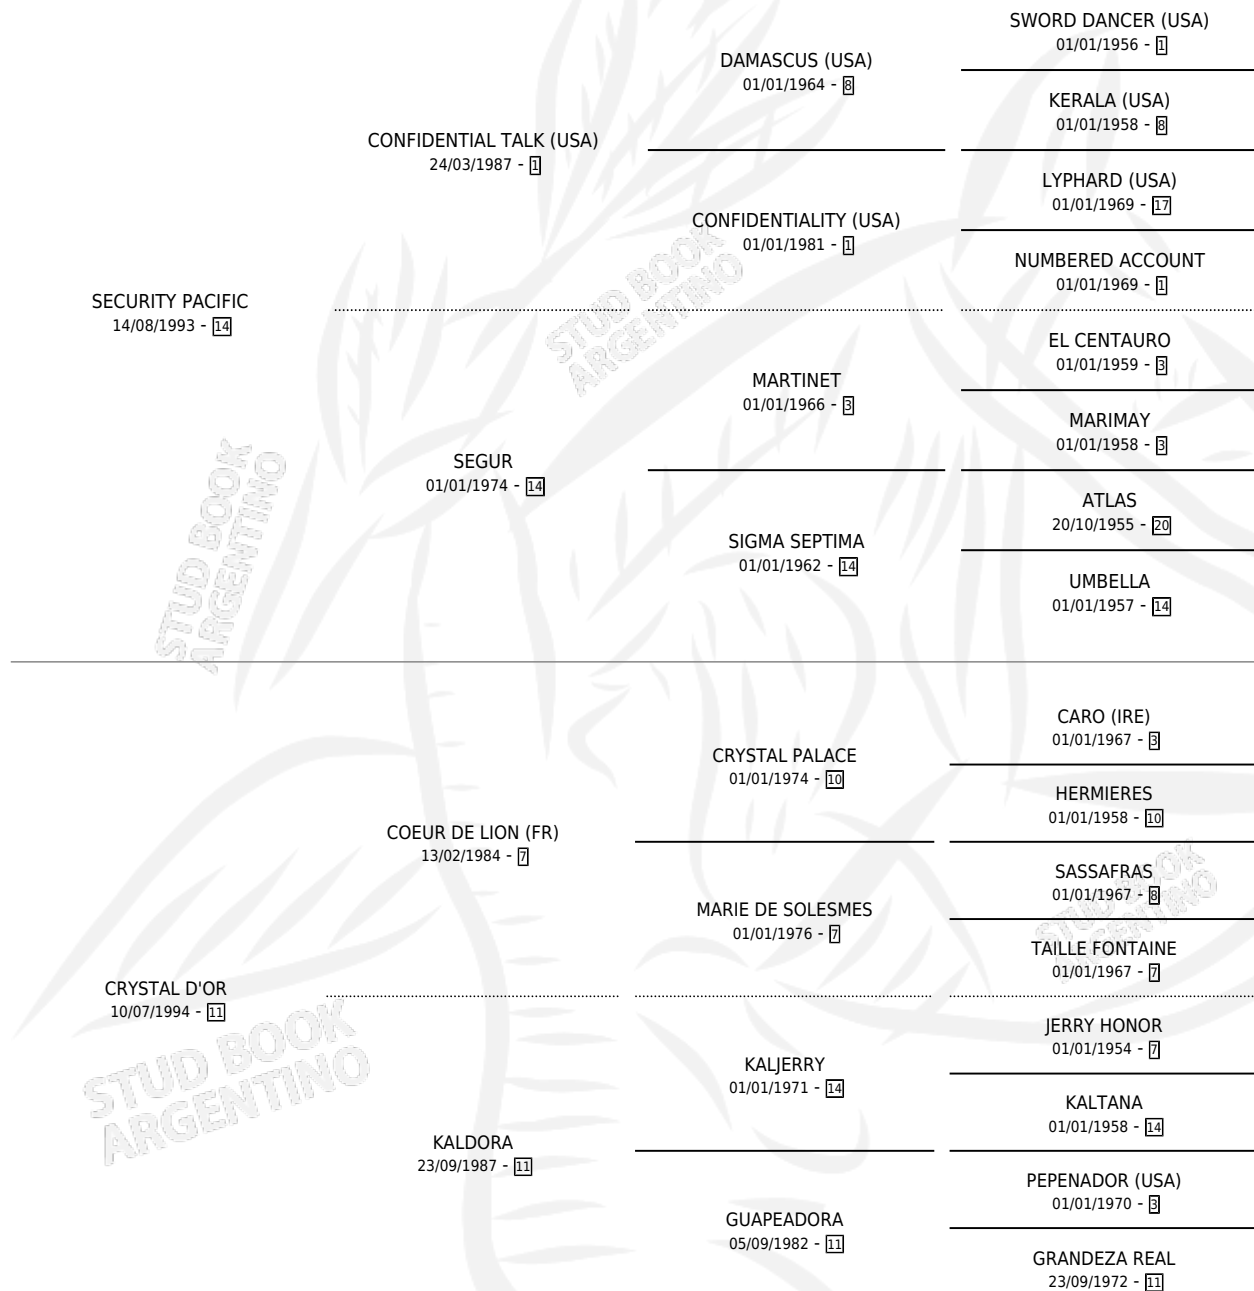 SWORD DANCER (USA)
01/01/1956 - 1
DAMASCUS (USA)
01/01/1964 - 8
KERALA (USA)
01/01/1958 - 8
CONFIDENTIAL TALK (USA)
24/03/1987 - 1
LYPHARD (USA)
01/01/1969 - 17
CONFIDENTIALITY (USA)
01/01/1981 - 1
NUMBERED ACCOUNT
01/01/1969 - 1
SECURITY PACIFIC
14/08/1993 - 14
EL CENTAURO
01/01/1959 - 3
MARTINET
01/01/1966 - 3
MARIMAY
01/01/1958 - 3
SEGUR
01/01/1974 - 14
ATLAS
20/10/1955 - 20
SIGMA SEPTIMA
01/01/1962 - 14
UMBELLA
01/01/1957 - 14
CARO (IRE)
01/01/1967 - 3
CRYSTAL PALACE
01/01/1974 - 10
HERMIERES
01/01/1958 - 10
COEUR DE LION (FR)
13/02/1984 - 7
SASSAFRAS
01/01/1967 - 8
MARIE DE SOLESMES
01/01/1976 - 7
TAILLE FONTAINE
01/01/1967 - 7
CRYSTAL D'OR
10/07/1994 - 11
JERRY HONOR
01/01/1954 - 7
KALJERRY
01/01/1971 - 14
KALTANA
01/01/1958 - 14
KALDORA
23/09/1987 - 11
PEPENADOR (USA)
01/01/1970 - 3
GUAPEADORA
05/09/1982 - 11
GRANDEZA REAL
23/09/1972 - 11
STUD BOOK
ARGENTINO
STUD BOOK
ARGENTINO
STUD BOOK
ARGENTINO
STUD BOOK
ARGENTINO